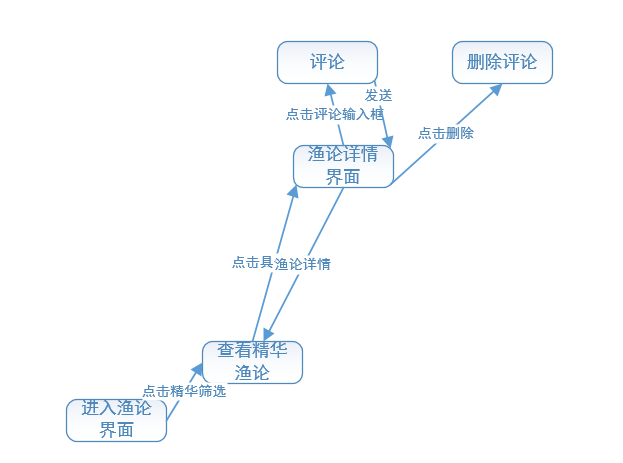 评论
删除评论
发送
点击评论输入框
点击删除
渔论详情
界面
点击具
渔论详情
查看精华
渔论
点击精华筛选
进入渔论
界面